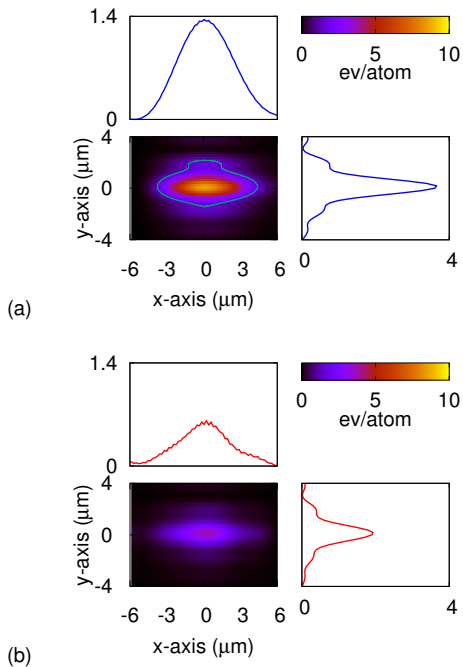 1.4
0
0 5 10
ev/atom
4
0
-4
y-axis (μm)
-6 -3 0 3 6
x-axis (μm)
0 4
(a)
1.4
0
0 5 10
ev/atom
4
0
-4
y-axis (μm)
-6 -3 0 3 6
x-axis (μm)
0 4
(b)